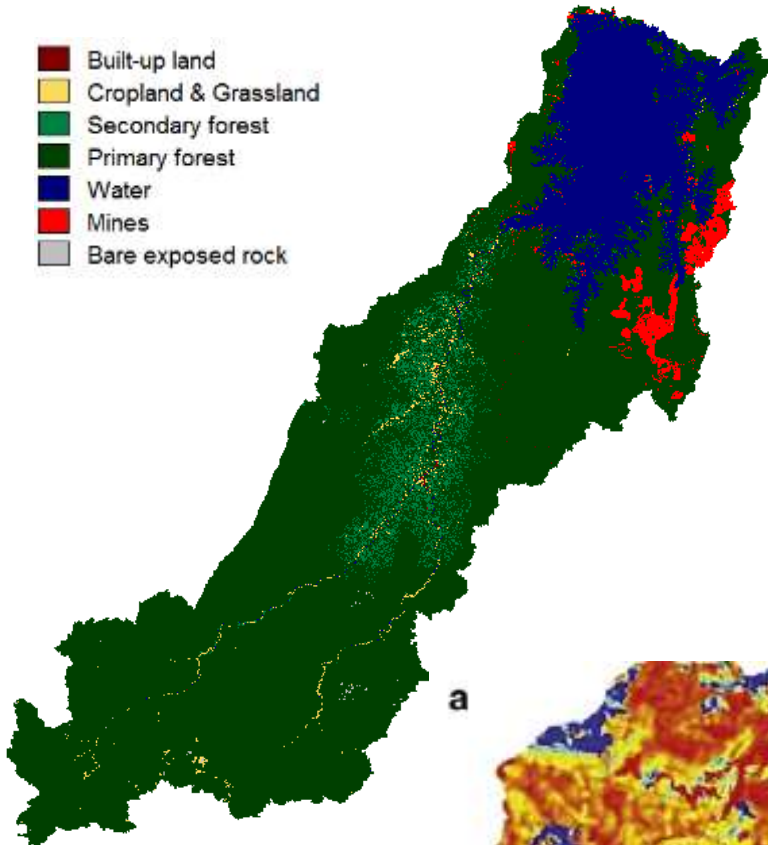 Built-up land
Cropland & Grassland
Secondary forest
Primary forest
Water
Mines
Bare exposed rock
a